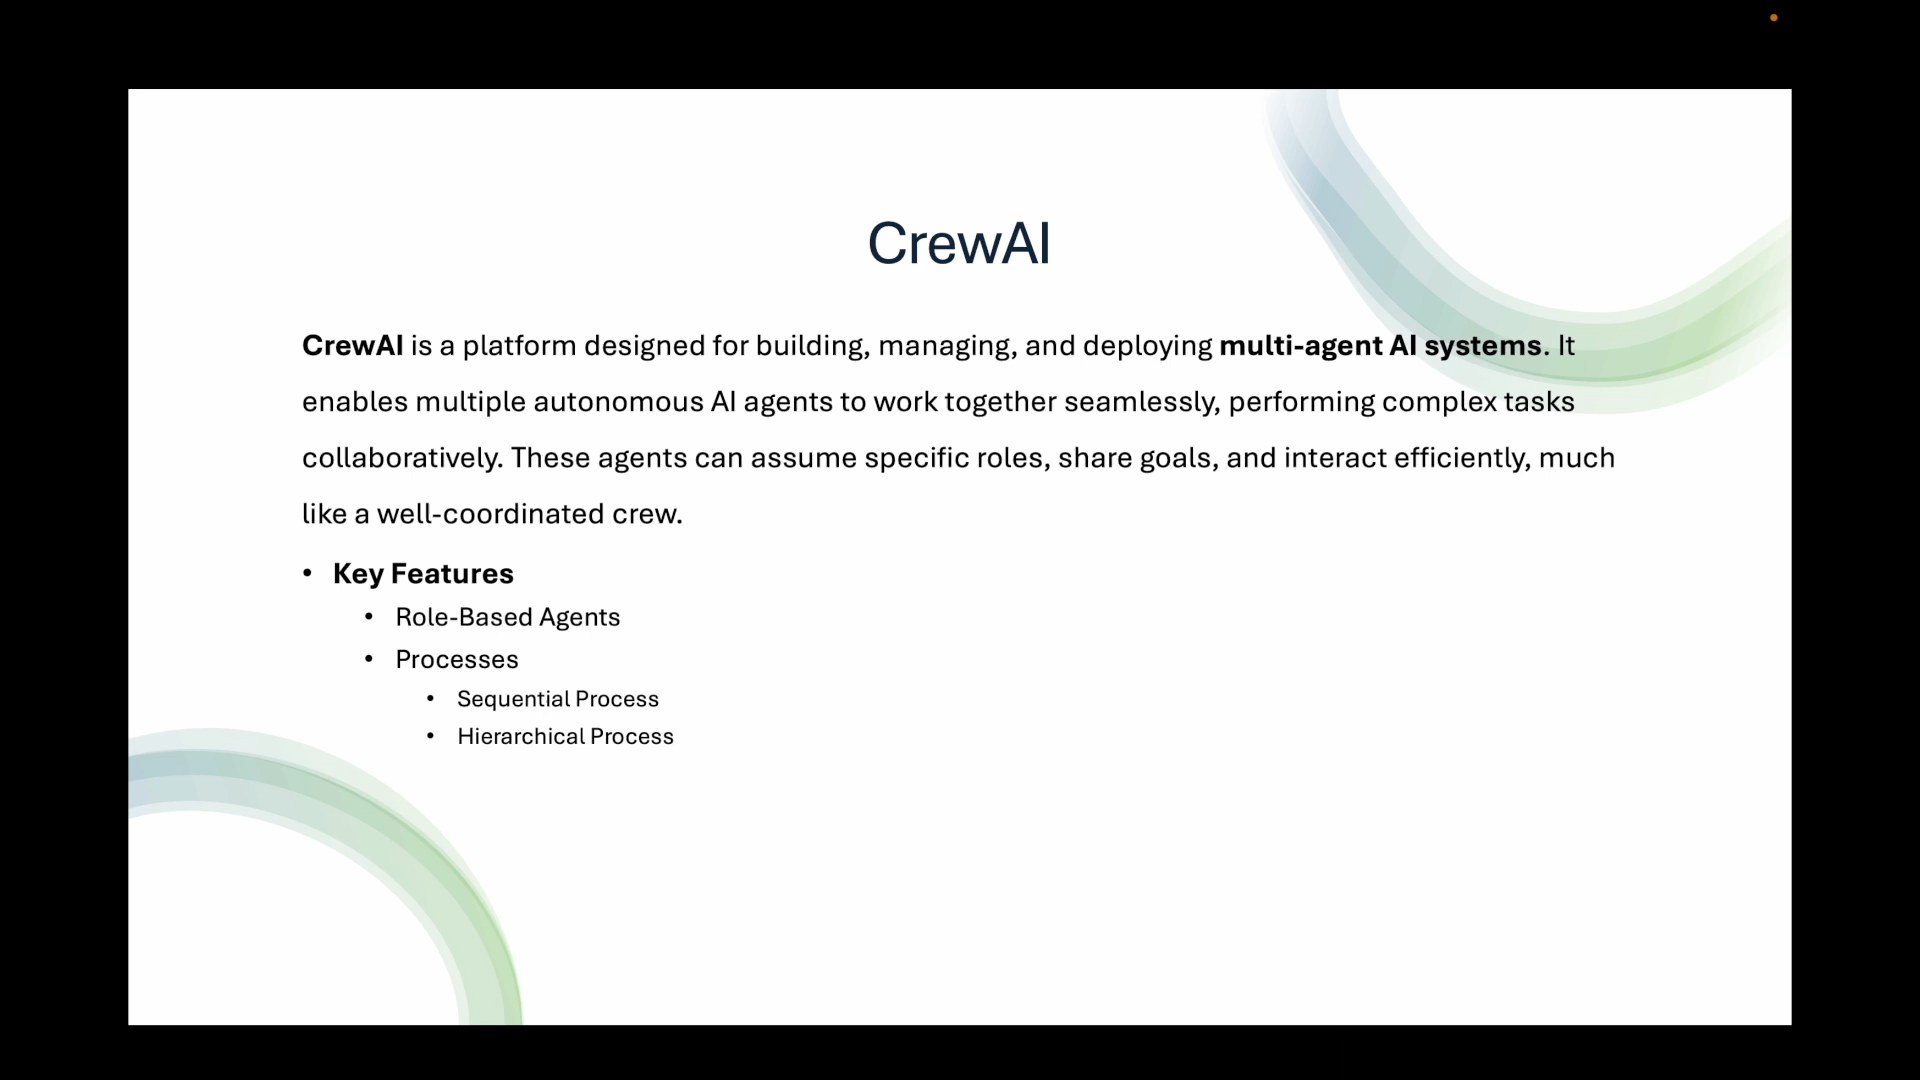 CrewAI
CrewAI is a platform designed for building, managing, and deploying multi-agent AI systems. It
enables multiple autonomous AI agents to work together seamlessly, performing complex tasks
collaboratively. These agents can assume specific roles, share goals, and interact efficiently, much
like a well-coordinated crew.
• Key Features
• Role-Based Agents
• Processes
• Sequential Process
• Hierarchical Process